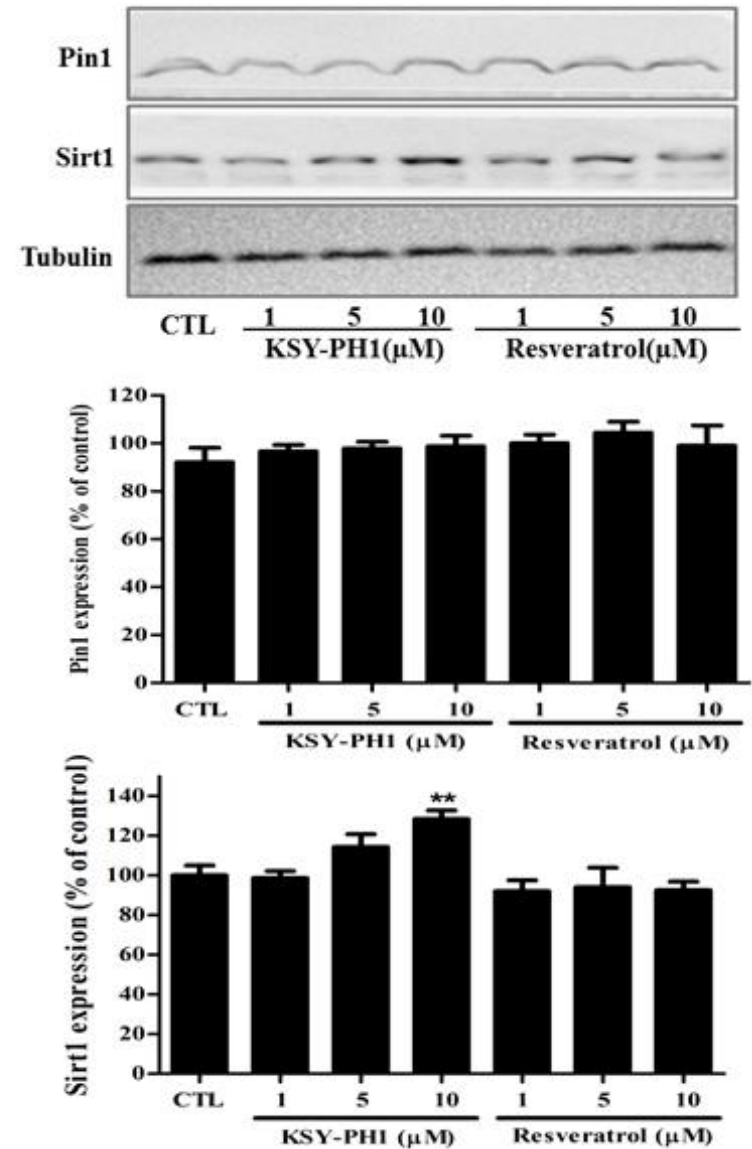 Pin1
Sirt1
Tubulin
CTL 1 5 10 1 5 10
KSY-PH1(μM) Resveratrol(μM)
Pin1 expression (% of control)
120
100
80
60
40
20
0
CTL 1 5 10 1 5 10
KSY-PH1 (μM) Resveratrol (μM)
Sirt1 expression (% of control)
140
120
100
80
60
40
20
0
**
CTL 1 5 10 1 5 10
KSY-PH1 (μM) Resveratrol (μM)